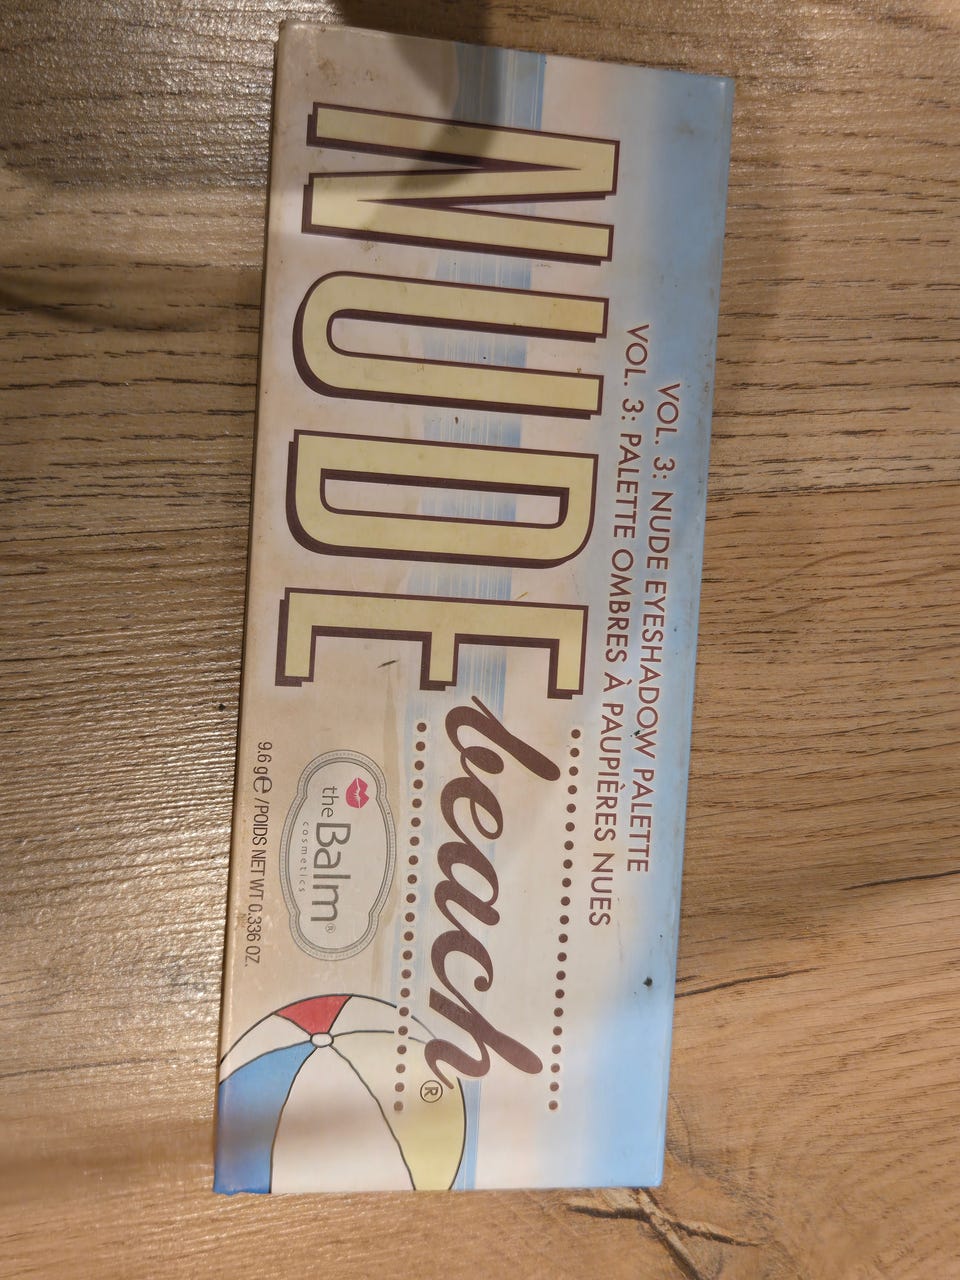 VOL. 3: NUDE EYESHADOW PALETTE
VOL. 3: PALETTE OMBRES À PAUPIÈRES NUES
NUDE
beach®
the Balm®
cosmetics
9.6 g℮ /POIDS NET WT 0.336 OZ.